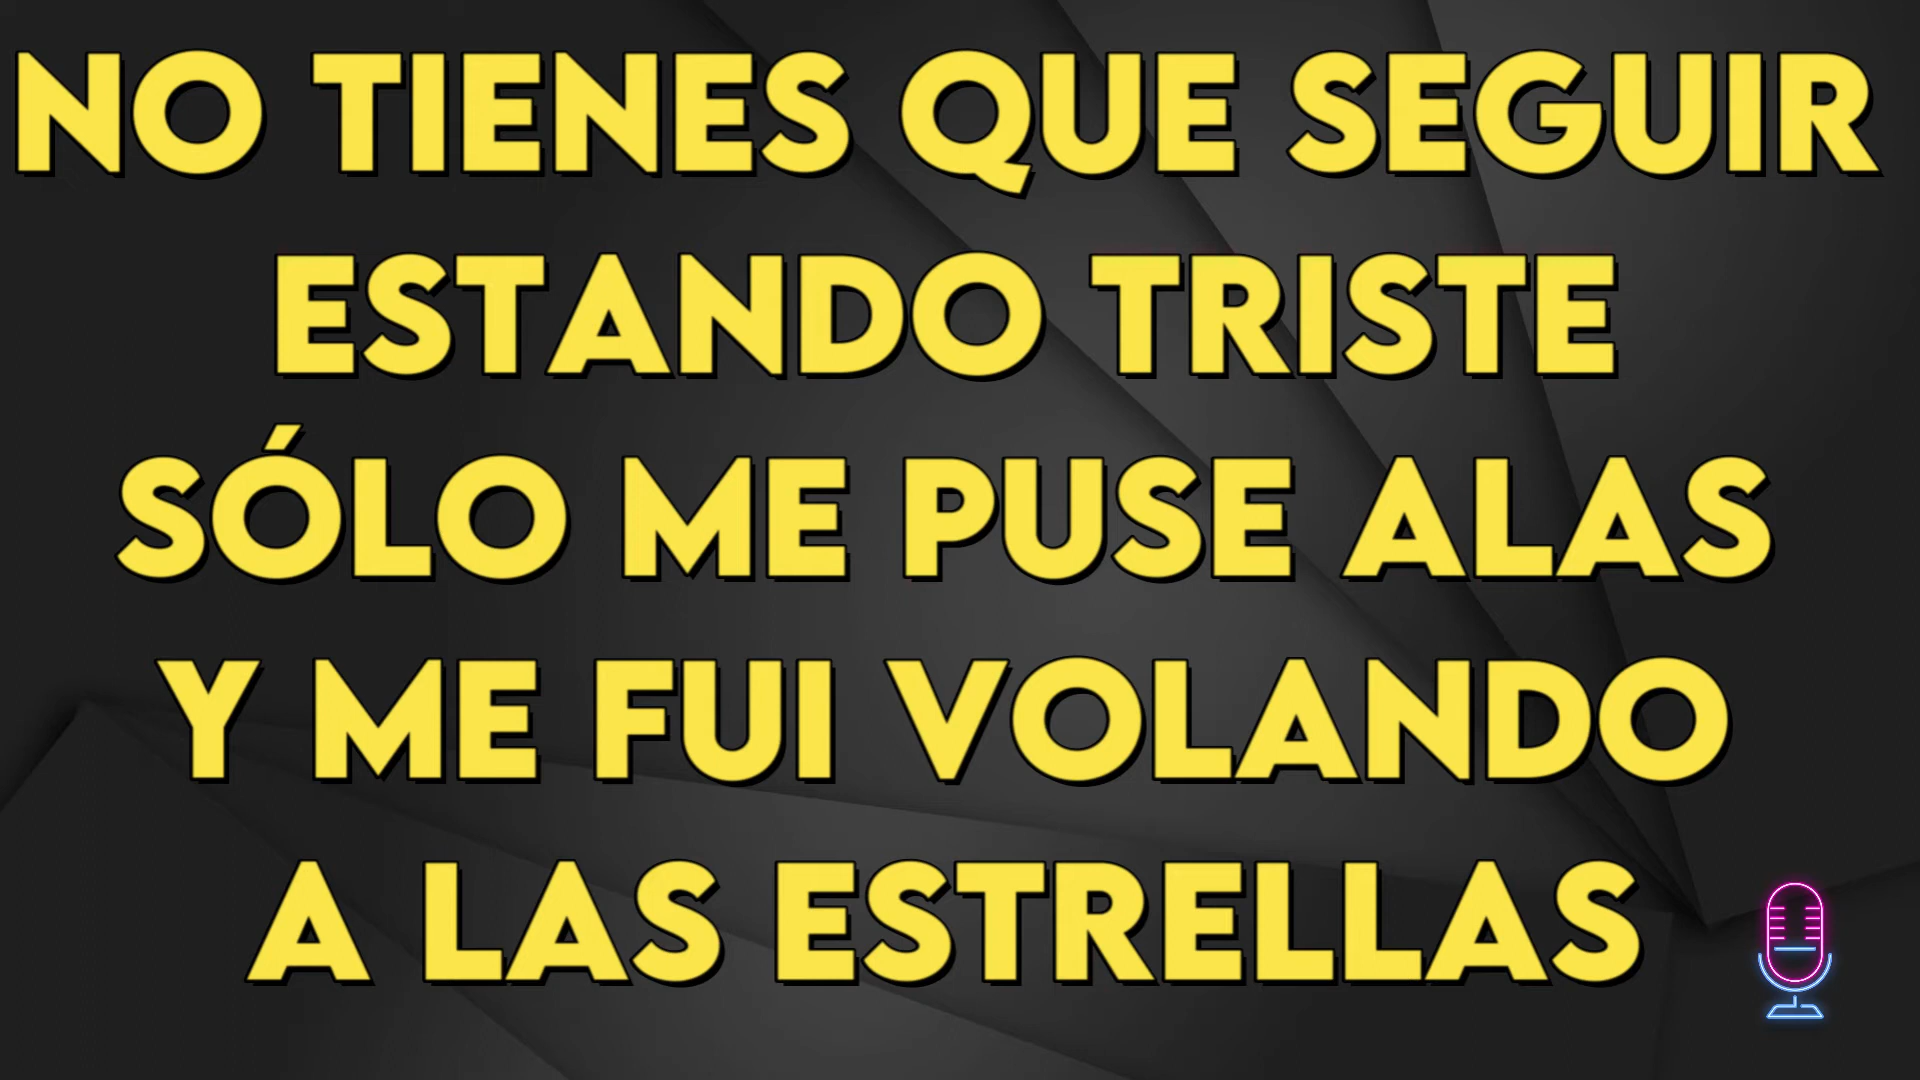 NO TIENES QUE SEGUIR
ESTANDO TRISTE
SÓLO ME PUSE ALAS
Y ME FUI VOLANDO
A LAS ESTRELLAS